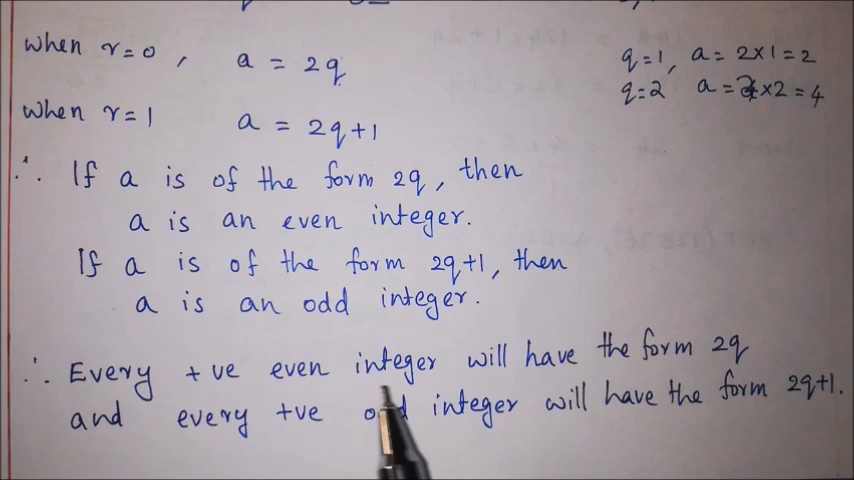 when r=0 , a = 2q
q=1, a= 2×1=2
q=2 a=2×2=4
when r=1 a = 2q+1
∴ If a is of the form 2q, then
a is an even integer.
If a is of the form 2q+1, then
a is an odd integer.
∴ Every +ve even integer will have the form 2q
and every +ve odd integer will have the form 2q+1.